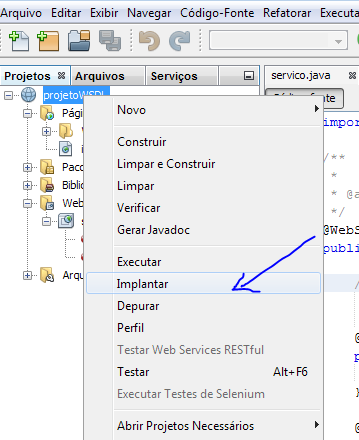 Arquivo Editar Exibir Navegar Código-Fonte Refatorar Executa
Projetos Arquivos Serviços
servico.java
projetoWSDL
Pági
Paco
Biblio
Web
Arqu
Novo
Construir
Limpar e Construir
Limpar
Verificar
Gerar Javadoc
Executar
Implantar
Depurar
Perfil
Testar Web Services RESTful
Testar Alt+F6
Executar Testes de Selenium
Abrir Projetos Necessários
impor
/**
*
* @a
*/
@WebS
publi
/
@
p
}
@